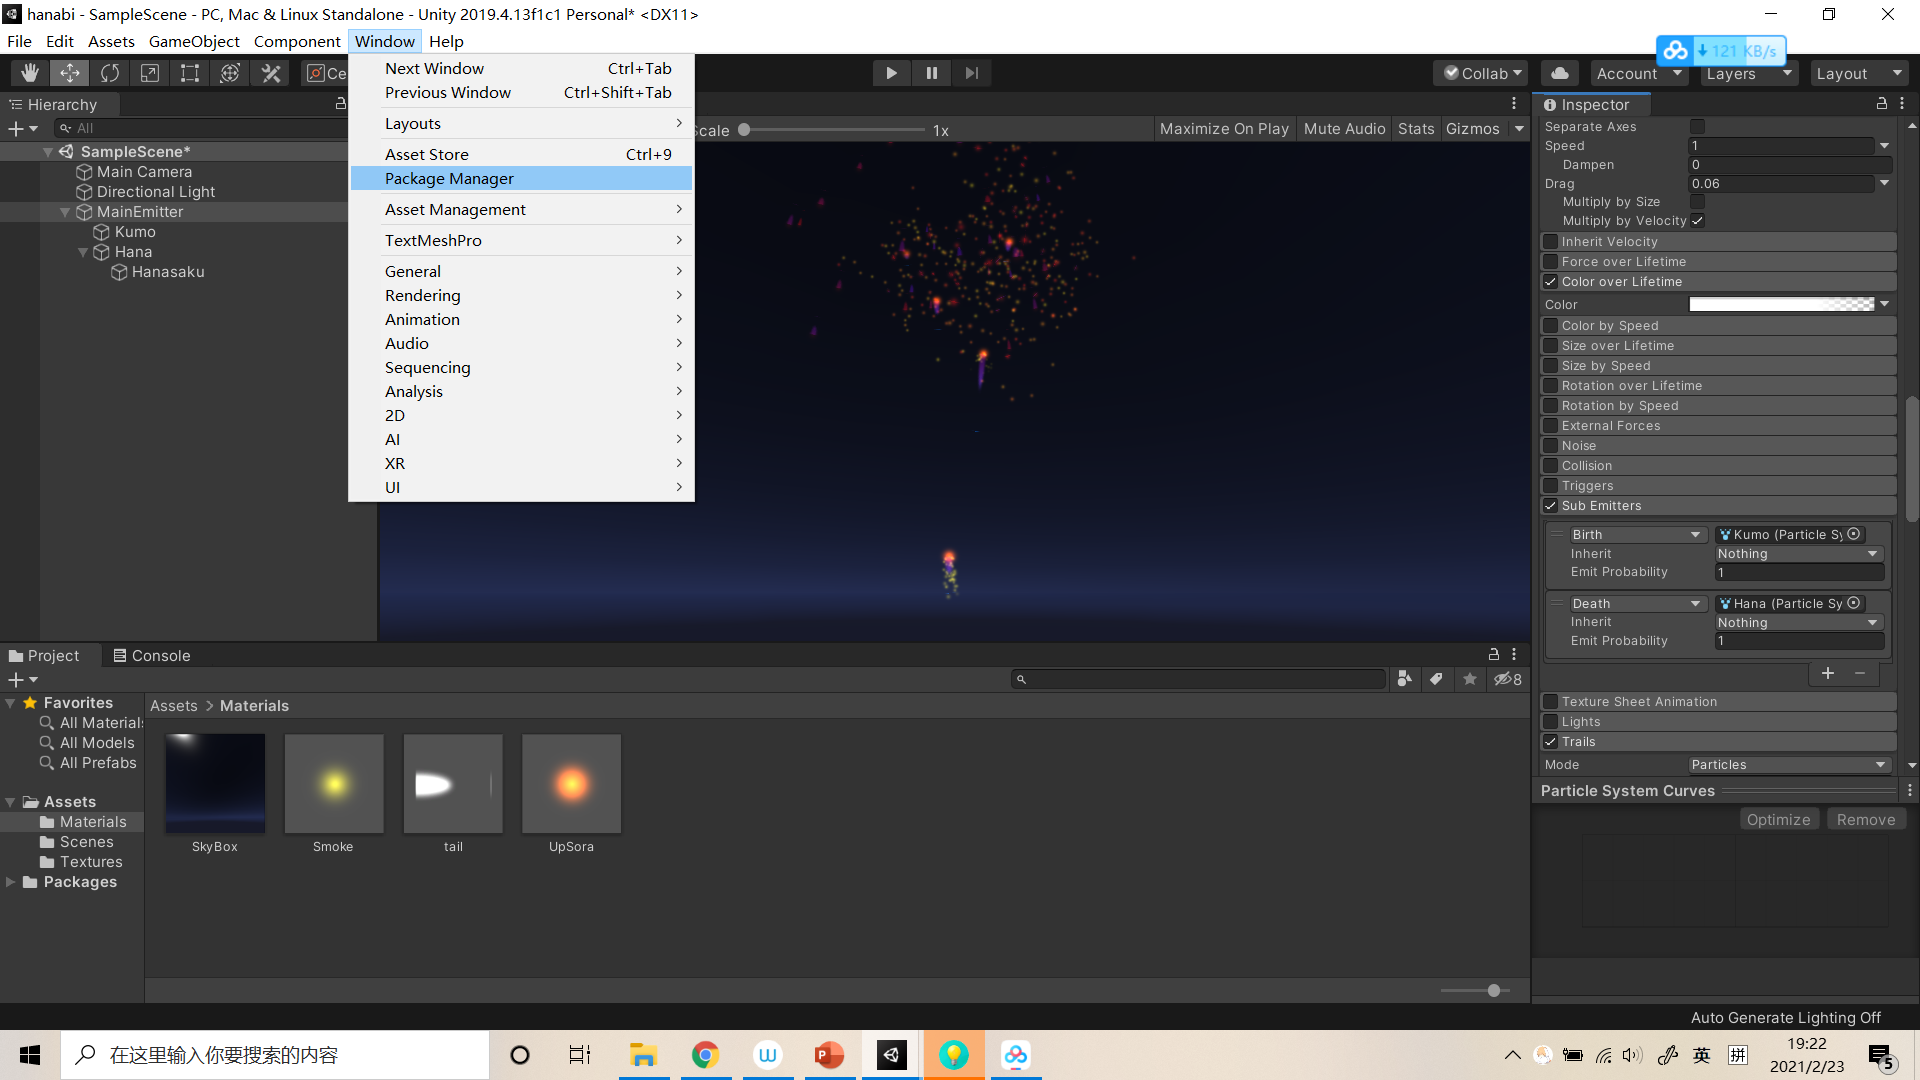 hanabi - SampleScene - PC, Mac & Linux Standalone - Unity 2019.4.13f1c1 Personal* <DX11>
File Edit Assets GameObject Component Window Help
121 KB/s
Collab Account Layers Layout
Hierarchy
All
SampleScene*
Main Camera
Directional Light
MainEmitter
Kumo
Hana
Hanasaku
Next Window Ctrl+Tab
Previous Window Ctrl+Shift+Tab
Layouts
Asset Store Ctrl+9
Package Manager
Asset Management
TextMeshPro
General
Rendering
Animation
Audio
Sequencing
Analysis
2D
AI
XR
UI
1x Maximize On Play Mute Audio Stats Gizmos
Inspector
Separate Axes
Speed 1
Dampen 0
Drag 0.06
Multiply by Size
Multiply by Velocity
Inherit Velocity
Force over Lifetime
Color over Lifetime
Color
Color by Speed
Size over Lifetime
Size by Speed
Rotation over Lifetime
Rotation by Speed
External Forces
Noise
Collision
Triggers
Sub Emitters
Birth Kumo (Particle Sy
Inherit Nothing
Emit Probability 1
Death Hana (Particle Sy
Inherit Nothing
Emit Probability 1
Texture Sheet Animation
Lights
Trails
Mode Particles
Particle System Curves
Optimize Remove
Project Console
8
Favorites
All Materials
All Models
All Prefabs
Assets
Materials
Scenes
Textures
Packages
Assets > Materials
SkyBox Smoke tail UpSora
Auto Generate Lighting Off
在这里输入你要搜索的内容
英 拼
19:22
2021/2/23
5